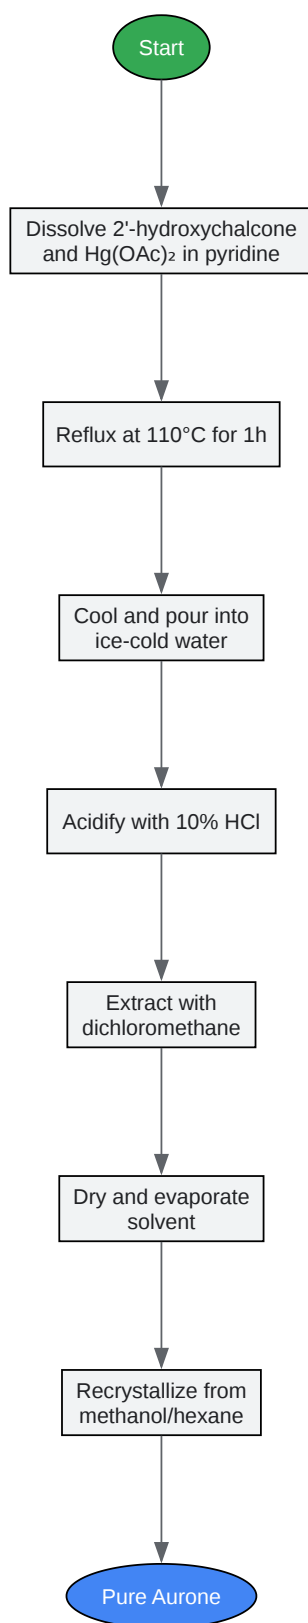 Start
Dissolve 2'-hydroxychalcone
and Hg(OAc)₂ in pyridine
Reflux at 110°C for 1h
Cool and pour into
ice-cold water
Acidify with 10% HCl
Extract with
dichloromethane
Dry and evaporate
solvent
Recrystallize from
methanol/hexane
Pure Aurone